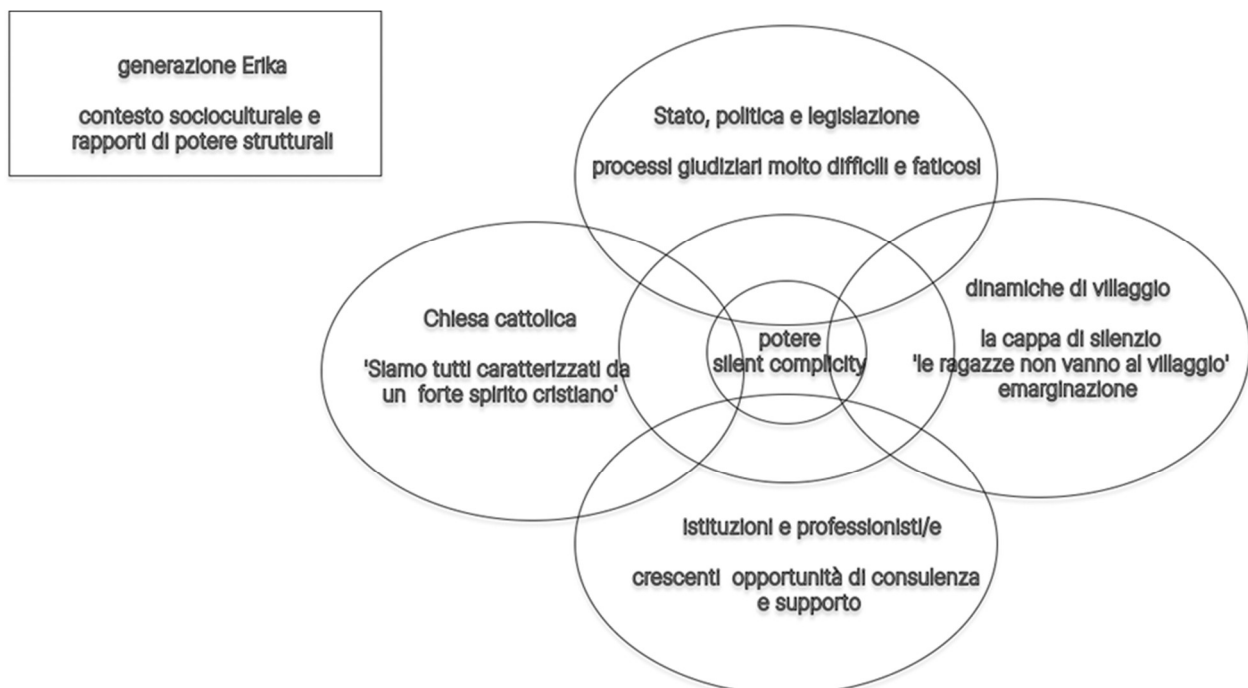 generazione Erika
contesto socioculturale e
rapporti di potere strutturali
Stato, politica e legislazione
processi giudiziari molto difficili e faticosi
Chiesa cattolica
'Siamo tutti caratterizzati da
un forte spirito cristiano'
potere
silent complicity
dinamiche di villaggio
la cappa di silenzio
'le ragazze non vanno al villaggio'
emarginazione
istituzioni e professionisti/e
crescenti opportunità di consulenza
e supporto